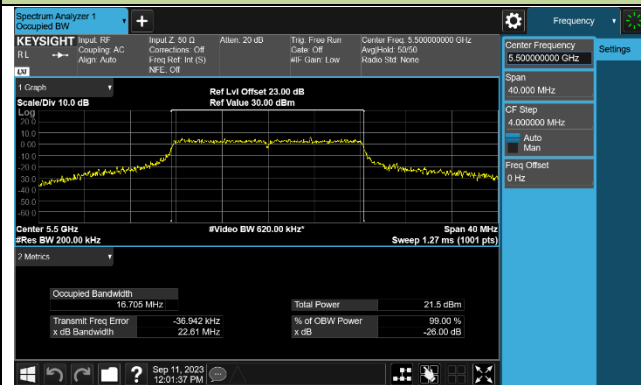 Spectrum Analyzer 1
Occupied BW
Frequency
KEYSIGHT
RL
LXI
Input: RF
Coupling: AC
Align: Auto
Input Z: 50 Ω
Corrections: Off
Freq Ref: Int (S)
NFE: Off
Atten: 20 dB
Trig: Free Run
Gate: Off
#IF Gain: Low
Center Freq: 5.500000000 GHz
Avg|Hold: 50/50
Radio Std: None
Center Frequency
5.500000000 GHz
Settings
Span
40.000 MHz
CF Step
4.000000 MHz
Auto
Man
Freq Offset
0 Hz
1 Graph
Scale/Div 10.0 dB
Ref Lvl Offset 23.00 dB
Ref Value 30.00 dBm
Log
20.0
10.0
0.00
-10.0
-20.0
-30.0
-40.0
-50.0
-60.0
Center 5.5 GHz
#Video BW 620.00 kHz*
Span 40 MHz
#Res BW 200.00 kHz
Sweep 1.27 ms (1001 pts)
2 Metrics
Occupied Bandwidth
16.705 MHz
Total Power 21.5 dBm
Transmit Freq Error -36.942 kHz
% of OBW Power 99.00 %
x dB Bandwidth 22.61 MHz
x dB -26.00 dB
?
Sep 11, 2023
12:01:37 PM